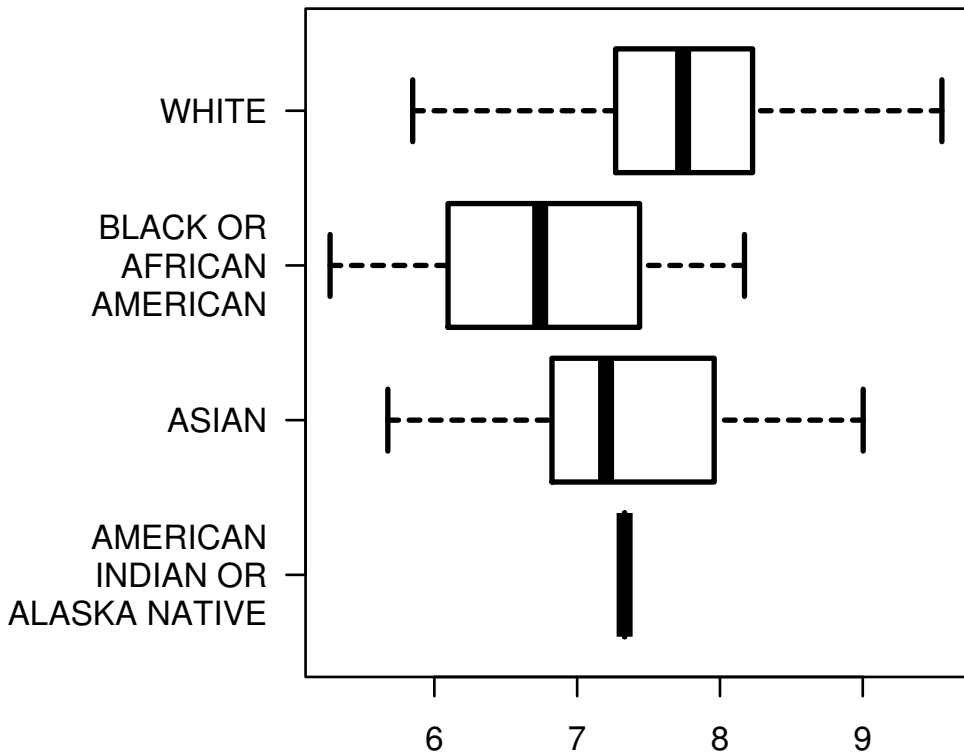 WHITE
BLACK OR
AFRICAN
AMERICAN
ASIAN
AMERICAN
INDIAN OR
ALASKA NATIVE
6 7 8 9